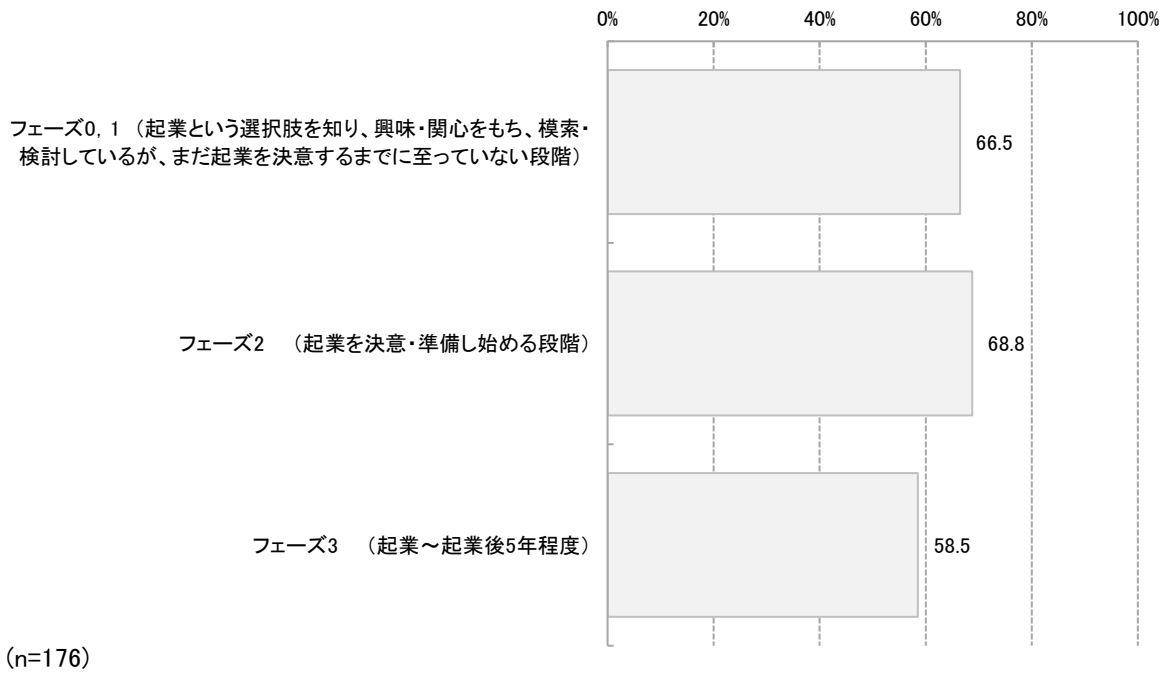 0% 20% 40% 60% 80% 100%
フェーズ0, 1 （起業という選択肢を知り、興味・関心をもち、模索・
検討しているが、まだ起業を決意するまでに至っていない段階）
66.5
フェーズ2 （起業を決意・準備し始める段階）
68.8
フェーズ3 （起業～起業後5年程度）
58.5
(n=176)